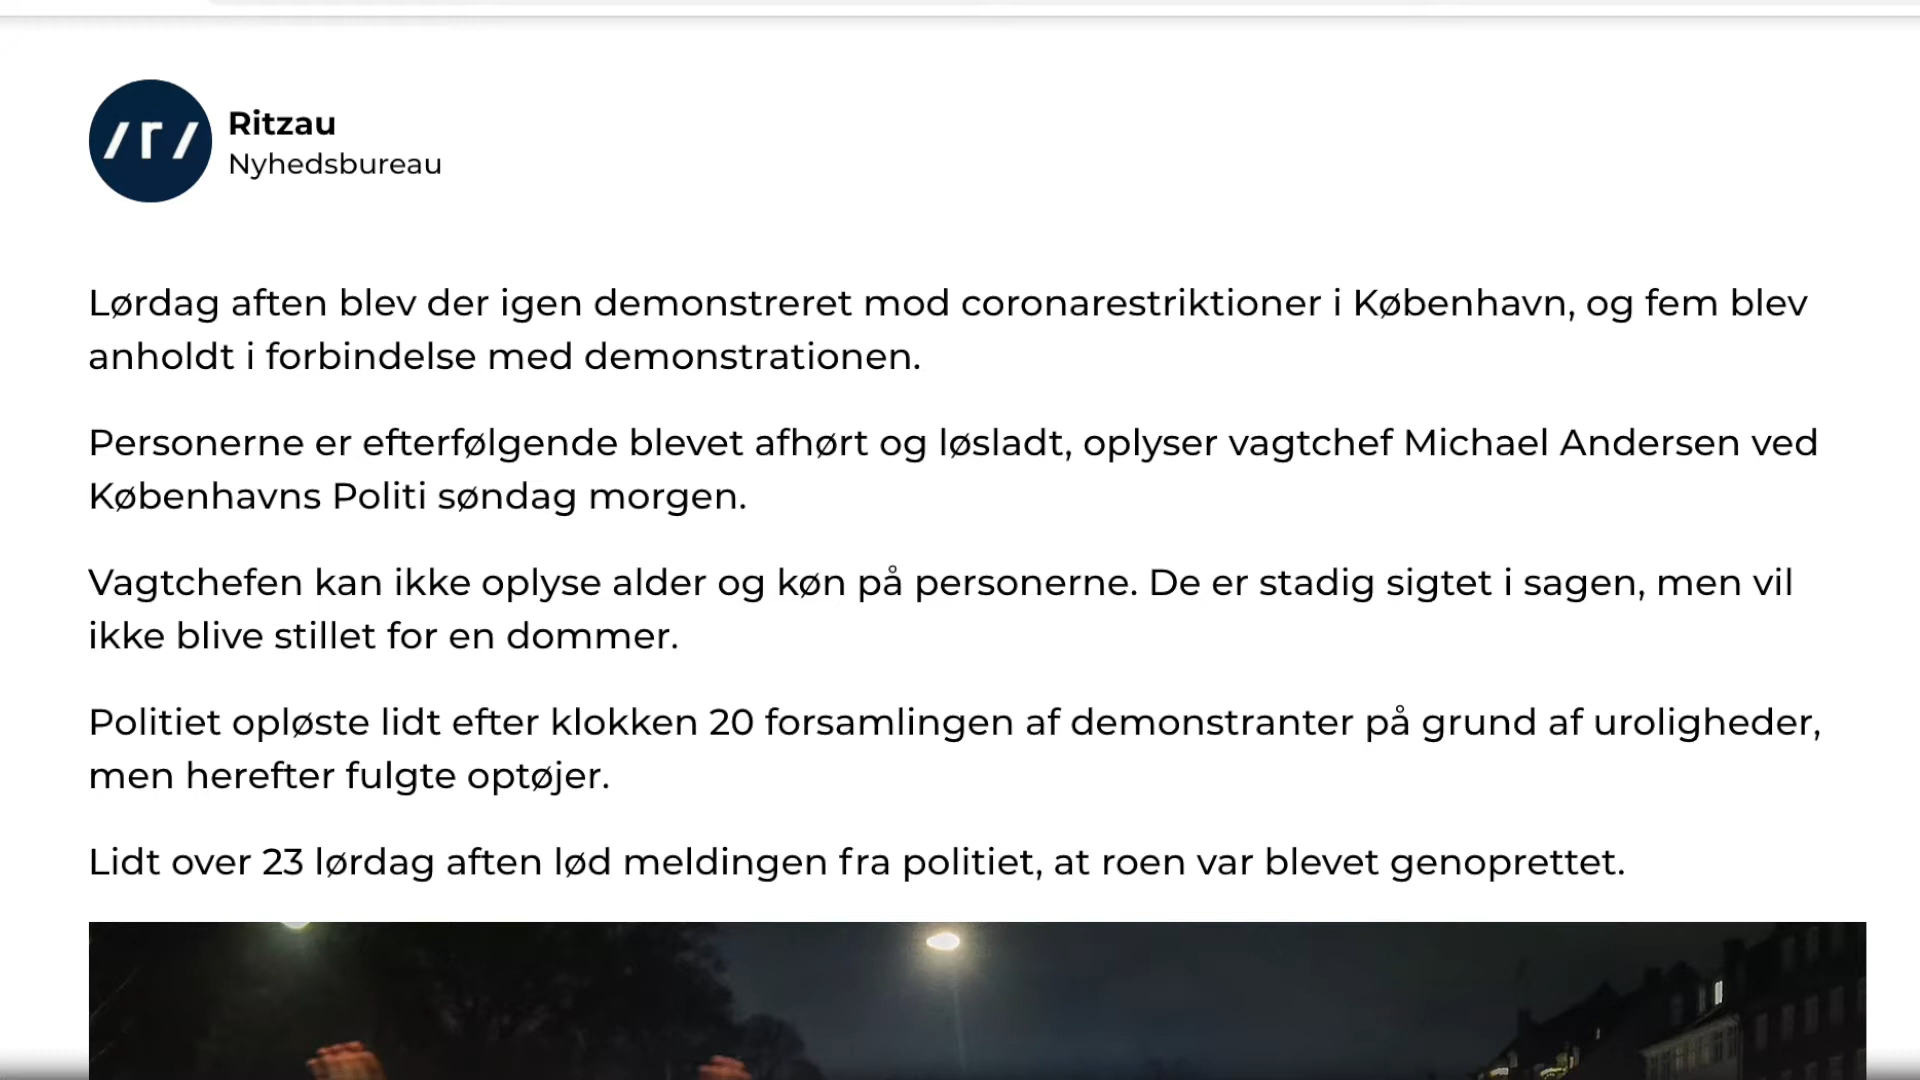 /r/
Ritzau
Nyhedsbureau
Lørdag aften blev der igen demonstreret mod coronarestriktioner i København, og fem blev
anholdt i forbindelse med demonstrationen.
Personerne er efterfølgende blevet afhørt og løsladt, oplyser vagtchef Michael Andersen ved
Københavns Politi søndag morgen.
Vagtchefen kan ikke oplyse alder og køn på personerne. De er stadig sigtet i sagen, men vil
ikke blive stillet for en dommer.
Politiet opløste lidt efter klokken 20 forsamlingen af demonstranter på grund af uroligheder,
men herefter fulgte optøjer.
Lidt over 23 lørdag aften lød meldingen fra politiet, at roen var blevet genoprettet.